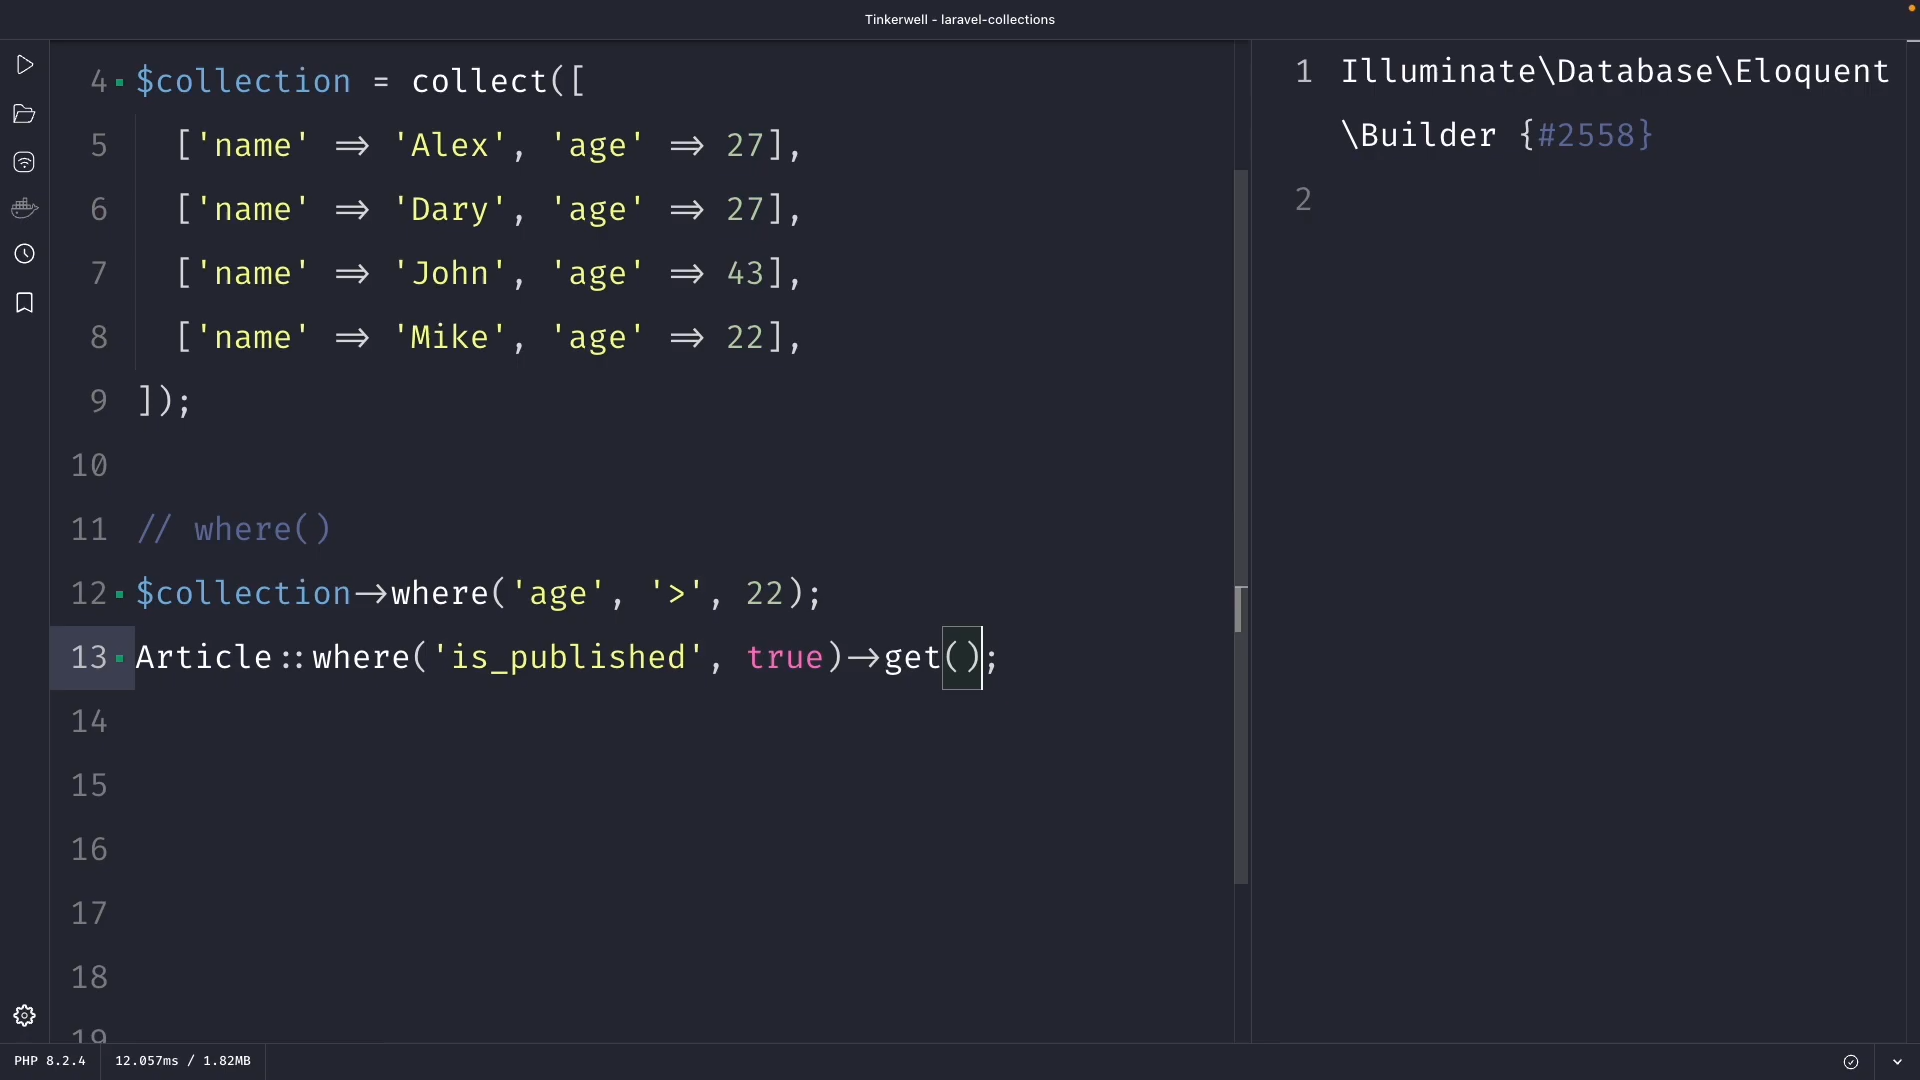 Tinkerwell - laravel-collections
4 $collection = collect([
5 ['name' => 'Alex', 'age' => 27],
6 ['name' => 'Dary', 'age' => 27],
7 ['name' => 'John', 'age' => 43],
8 ['name' => 'Mike', 'age' => 22],
9 ]);
10
11 // where()
12 $collection->where('age', '>', 22);
13 Article::where('is_published', true)->get();
14
15
16
17
18
19
1 Illuminate\Database\Eloquent
\Builder {#2558}
2
PHP 8.2.4 12.057ms / 1.82MB